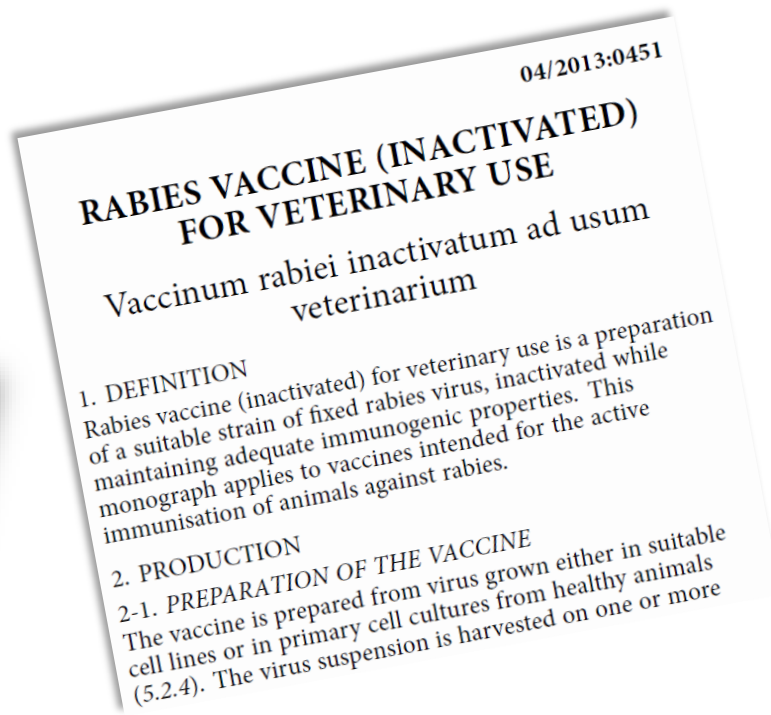 04/2013:0451
RABIES VACCINE (INACTIVATED)
FOR VETERINARY USE
Vaccinum rabiei inactivatum ad usum
veterinarium
1. DEFINITION
Rabies vaccine (inactivated) for veterinary use is a preparation
of a suitable strain of fixed rabies virus, inactivated while
maintaining adequate immunogenic properties. This
monograph applies to vaccines intended for the active
immunisation of animals against rabies.
2. PRODUCTION
2-1. PREPARATION OF THE VACCINE
The vaccine is prepared from virus grown either in suitable
cell lines or in primary cell cultures from healthy animals
(5.2.4). The virus suspension is harvested on one or more